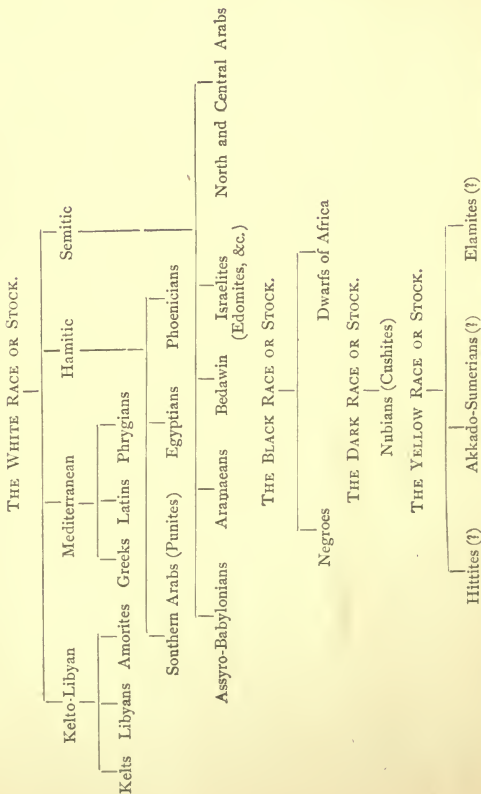 THE WHITE RACE OR STOCK.
Kelto-Libyan Mediterranean Hamitic Semitic
Kelts Libyans Amorites Greeks Latins Phrygians
Southern Arabs (Punites) Egyptians Phoenicians
Assyro-Babylonians Aramaeans Bedawin Israelites North and Central Arabs
(Edomites, &c.)
THE BLACK RACE OR STOCK.
Negroes Dwarfs of Africa
THE DARK RACE OR STOCK.
Nubians (Cushites)
THE YELLOW RACE OR STOCK.
Hittites (?) Akkado-Sumerians (?) Elamites (?)